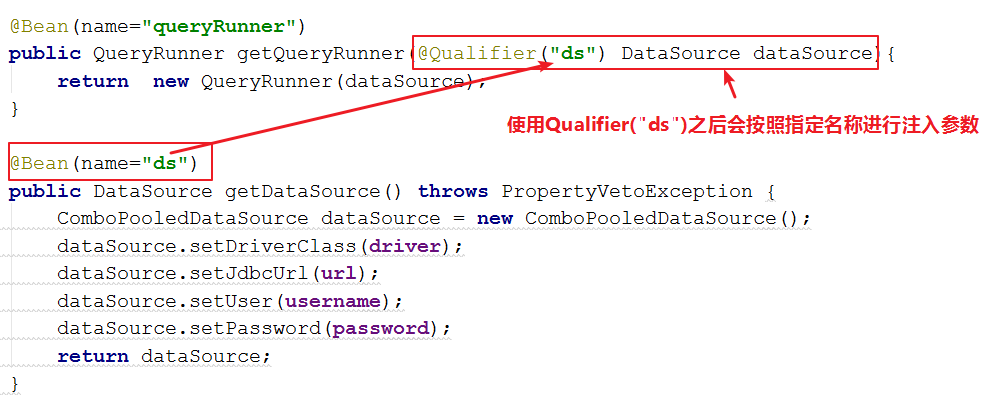 @Bean(name="queryRunner")
public QueryRunner getQueryRunner(@Qualifier("ds") DataSource dataSource){
    return  new QueryRunner(dataSource);
}
使用Qualifier("ds")之后会按照指定名称进行注入参数
@Bean(name="ds")
public DataSource getDataSource() throws PropertyVetoException {
    ComboPooledDataSource dataSource = new ComboPooledDataSource();
    dataSource.setDriverClass(driver);
    dataSource.setJdbcUrl(url);
    dataSource.setUser(username);
    dataSource.setPassword(password);
    return dataSource;
}